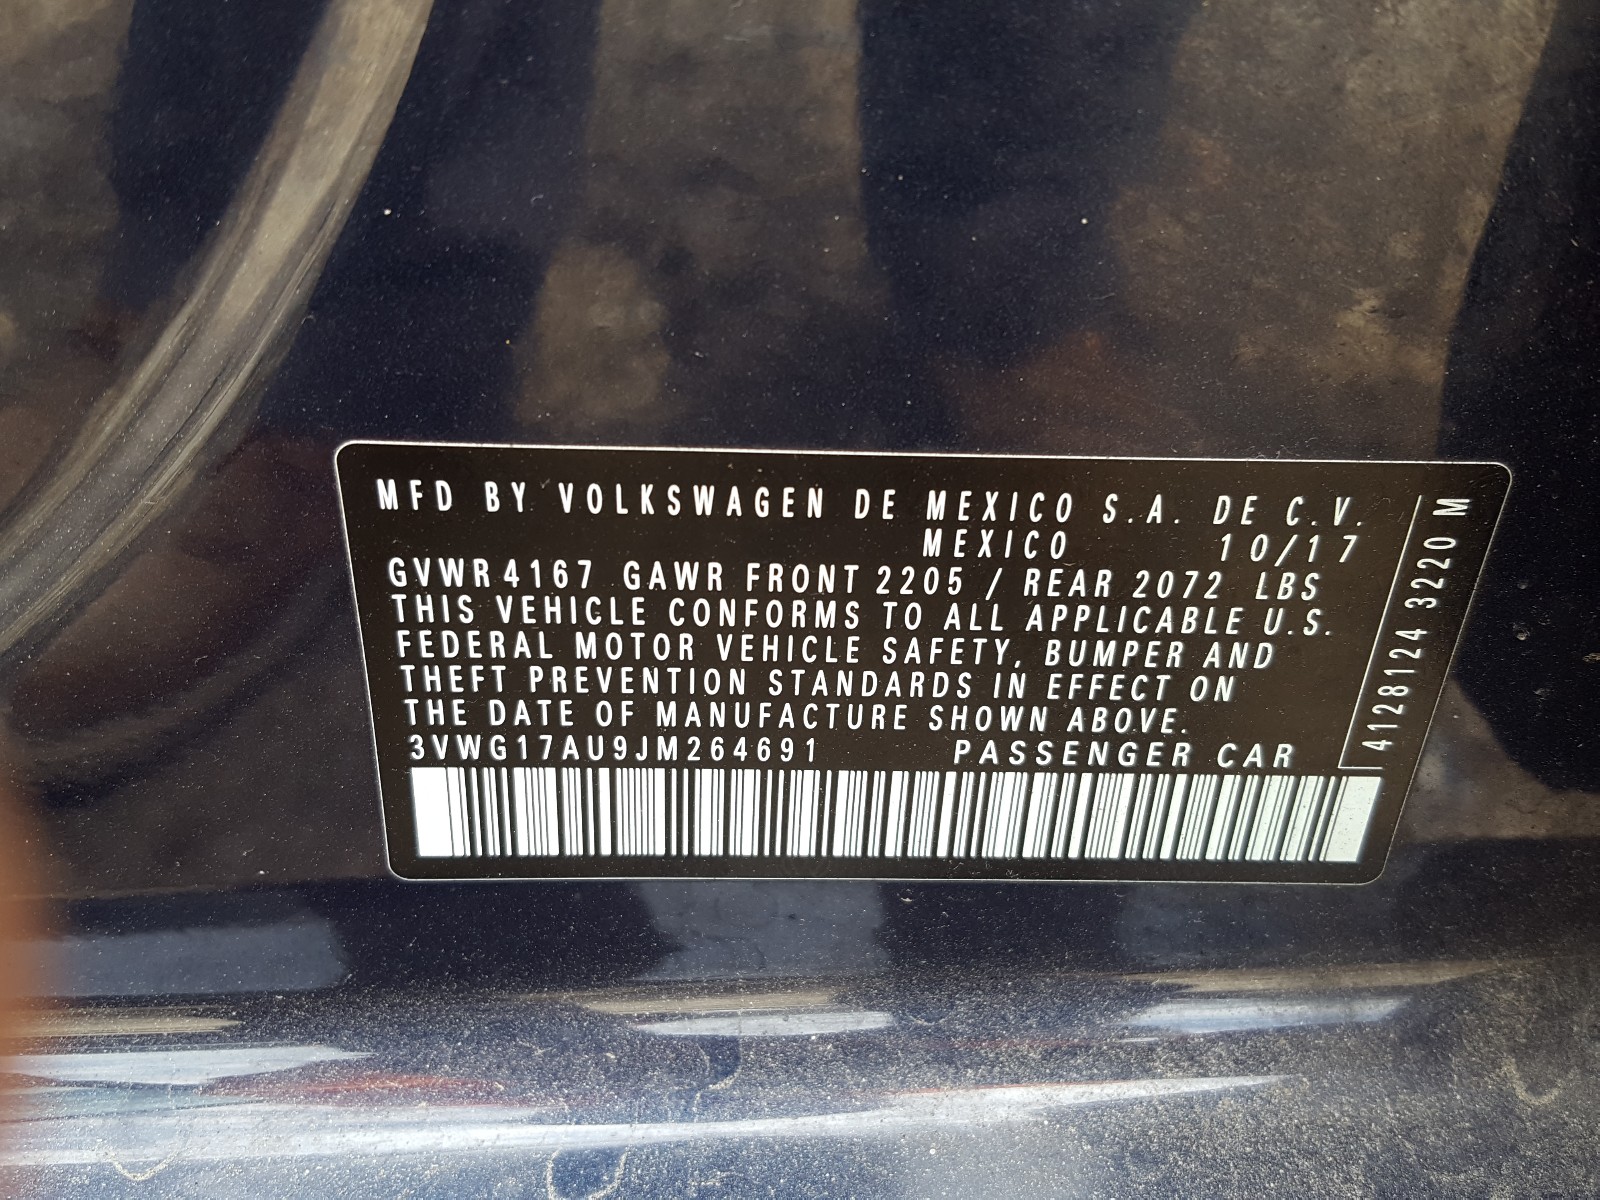 MFD BY VOLKSWAGEN DE MEXICO S.A. DE C.V.
MEXICO 10/17
GVWR 4167 GAWR FRONT 2205 / REAR 2072 LBS
THIS VEHICLE CONFORMS TO ALL APPLICABLE U.S.
FEDERAL MOTOR VEHICLE SAFETY, BUMPER AND
THEFT PREVENTION STANDARDS IN EFFECT ON
THE DATE OF MANUFACTURE SHOWN ABOVE.
3VWG17AU9JM264691 PASSENGER CAR
4128124 3220 M